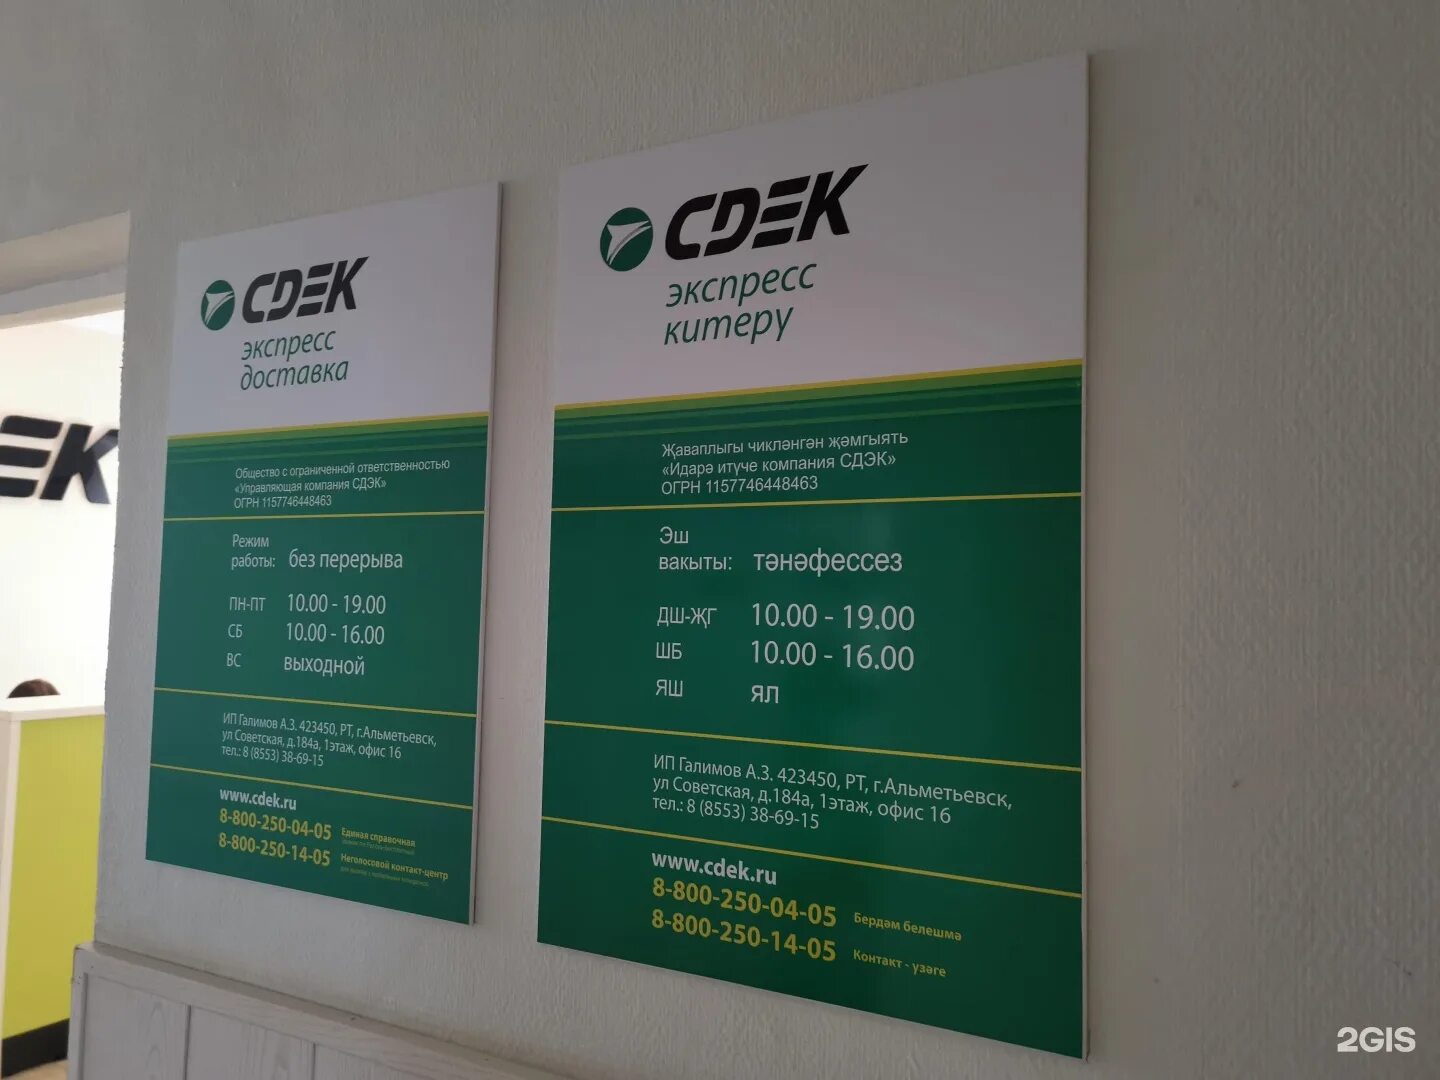 EK
CDEK
экспресс
доставка
Общество с ограниченной ответственностью
«Управляющая компания СДЭК»
ОГРН 1157746448463
Режим
работы: без перерыва
ПН-ПТ 10.00 - 19.00
СБ 10.00 - 16.00
ВС выходной
ИП Галимов А.З. 423450, РТ, г.Альметьевск,
ул Советская, д.184а, 1этаж, офис 16
тел.: 8 (8553) 38-69-15
www.cdek.ru
8-800-250-04-05 Единая справочная
8-800-250-14-05 Неголосовой контакт-центр
CDEK
экспресс
китерү
Җаваплыгы чикләнгән җәмгыять
«Идарә итүче компания СДЭК»
ОГРН 1157746448463
Эш
вакыты: тәнәфессез
ДШ-ҖГ 10.00 - 19.00
ШБ 10.00 - 16.00
ЯШ ял
ИП Галимов А.З. 423450, РТ, г.Альметьевск,
ул Советская, д.184а, 1этаж, офис 16
тел.: 8 (8553) 38-69-15
www.cdek.ru
8-800-250-04-05 Бердәм белешмә
8-800-250-14-05 Контакт - үзәге
2GIS